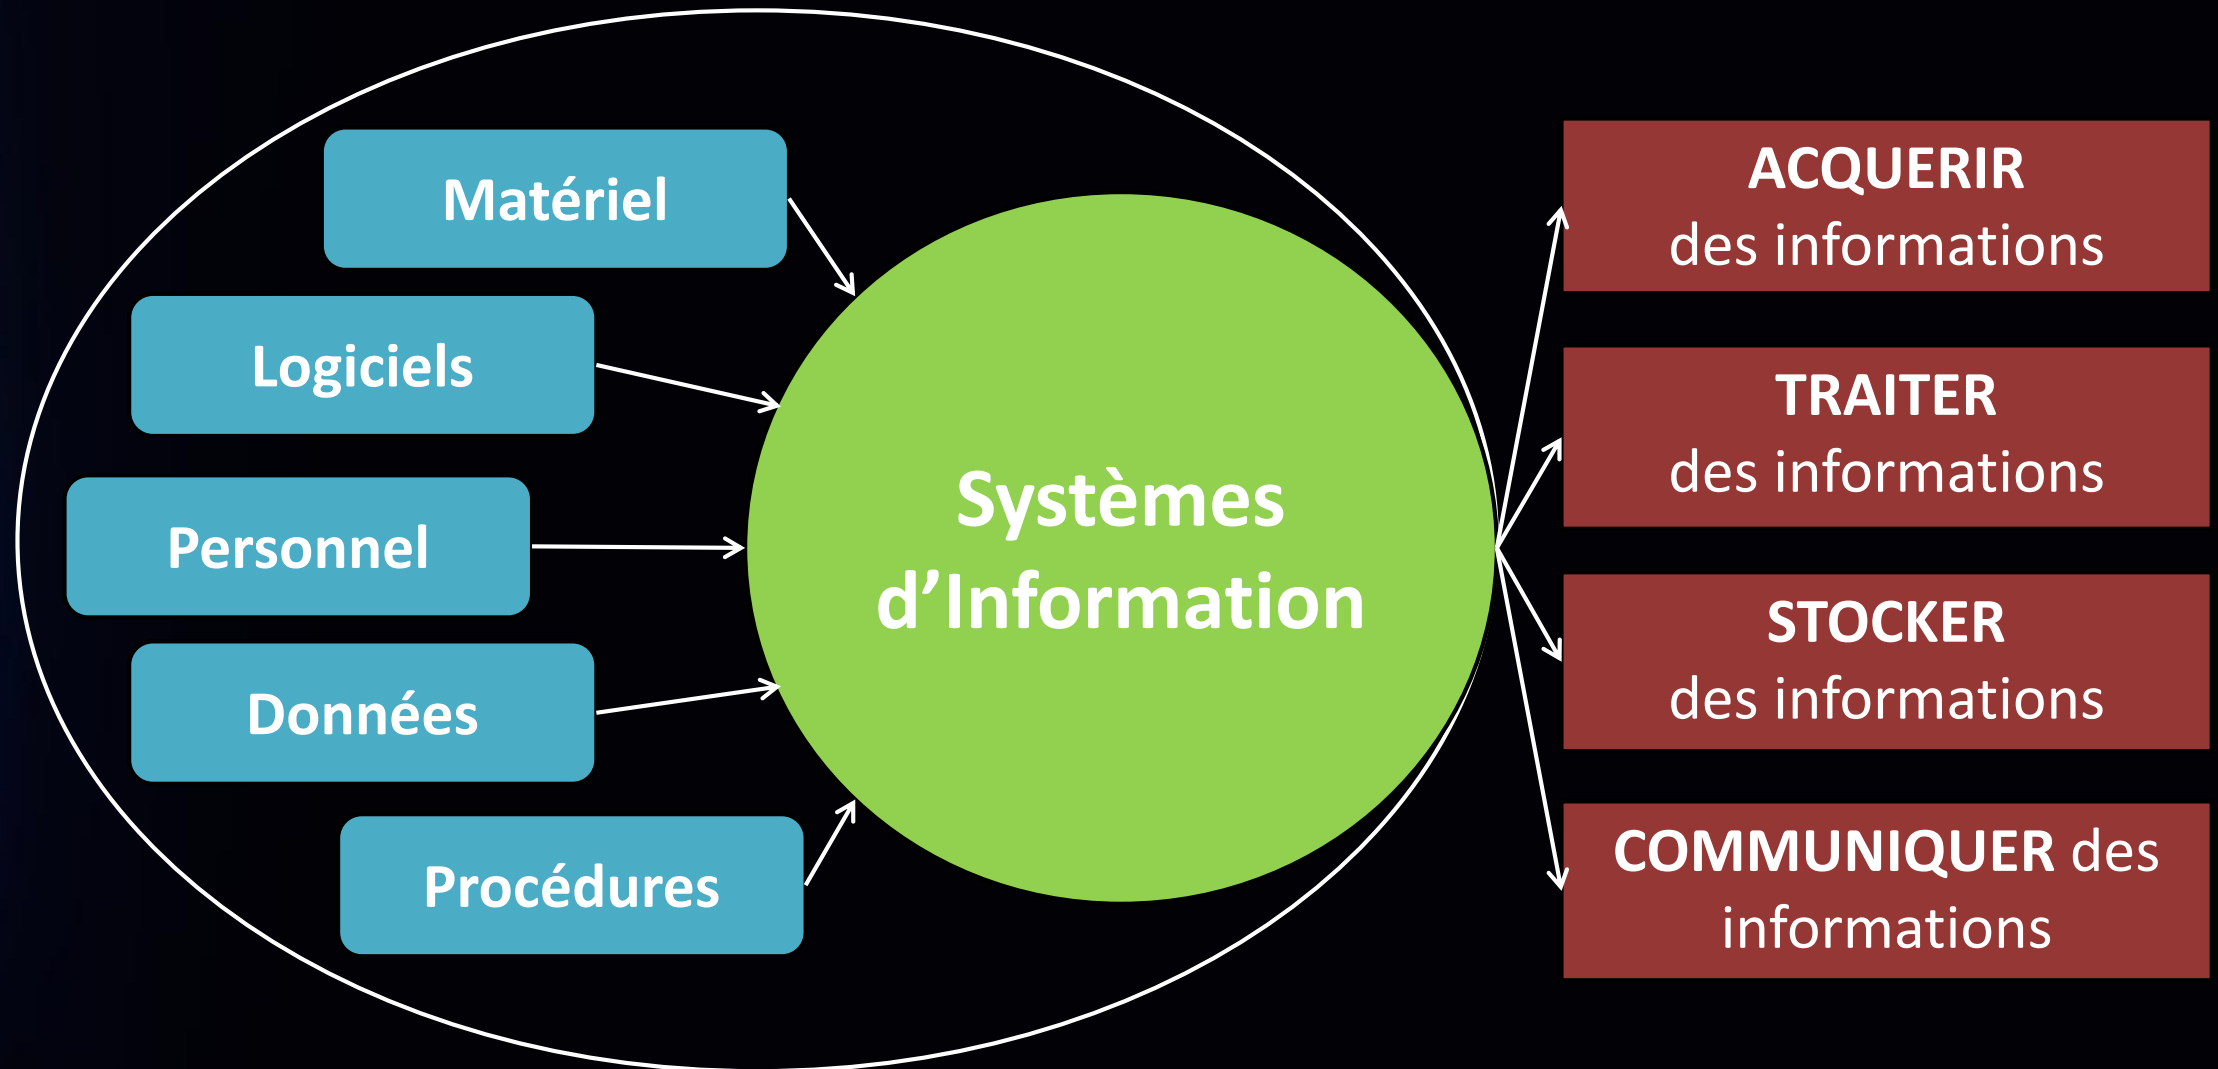 Matériel
Logiciels
Personnel
Données
Procédures
Systèmes
d’Information
ACQUERIR
des informations
TRAITER
des informations
STOCKER
des informations
COMMUNIQUER des
informations